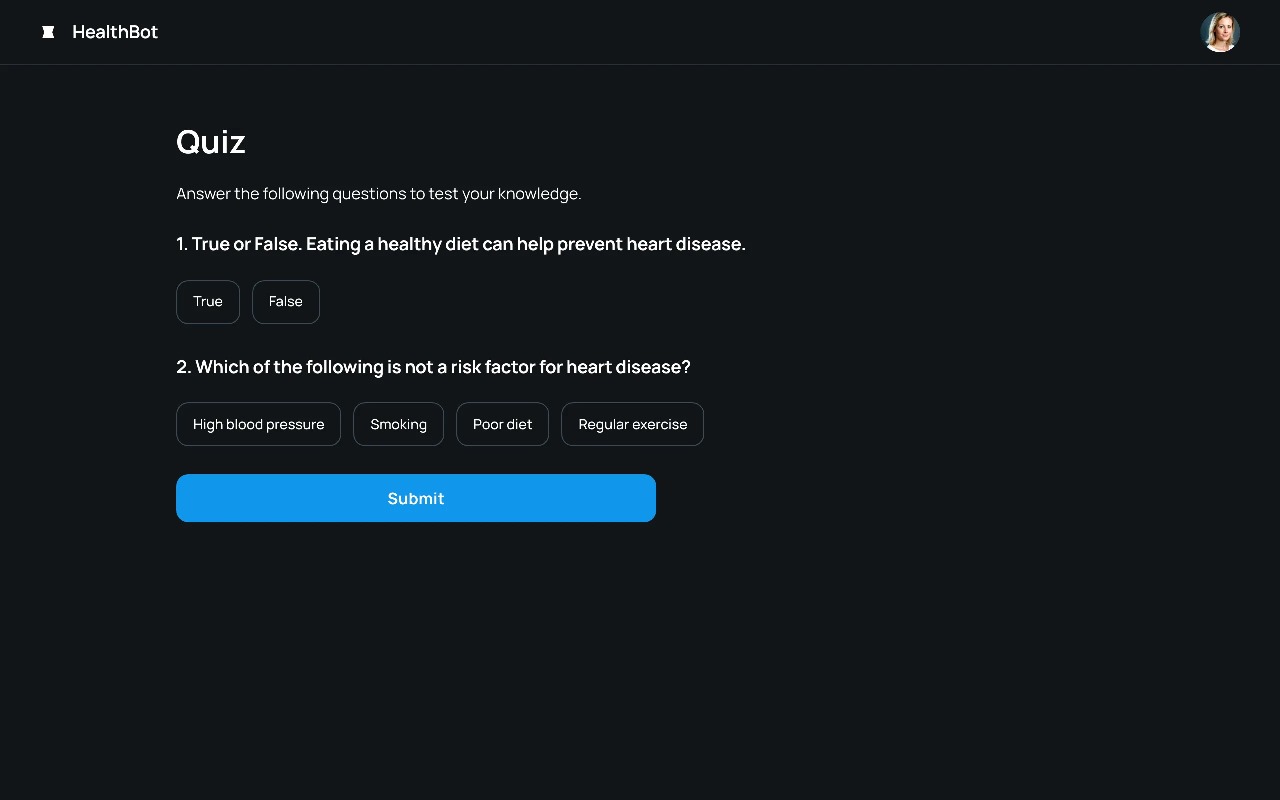 HealthBot
Quiz
Answer the following questions to test your knowledge.
1. True or False. Eating a healthy diet can help prevent heart disease.
True False
2. Which of the following is not a risk factor for heart disease?
High blood pressure Smoking Poor diet Regular exercise
Submit